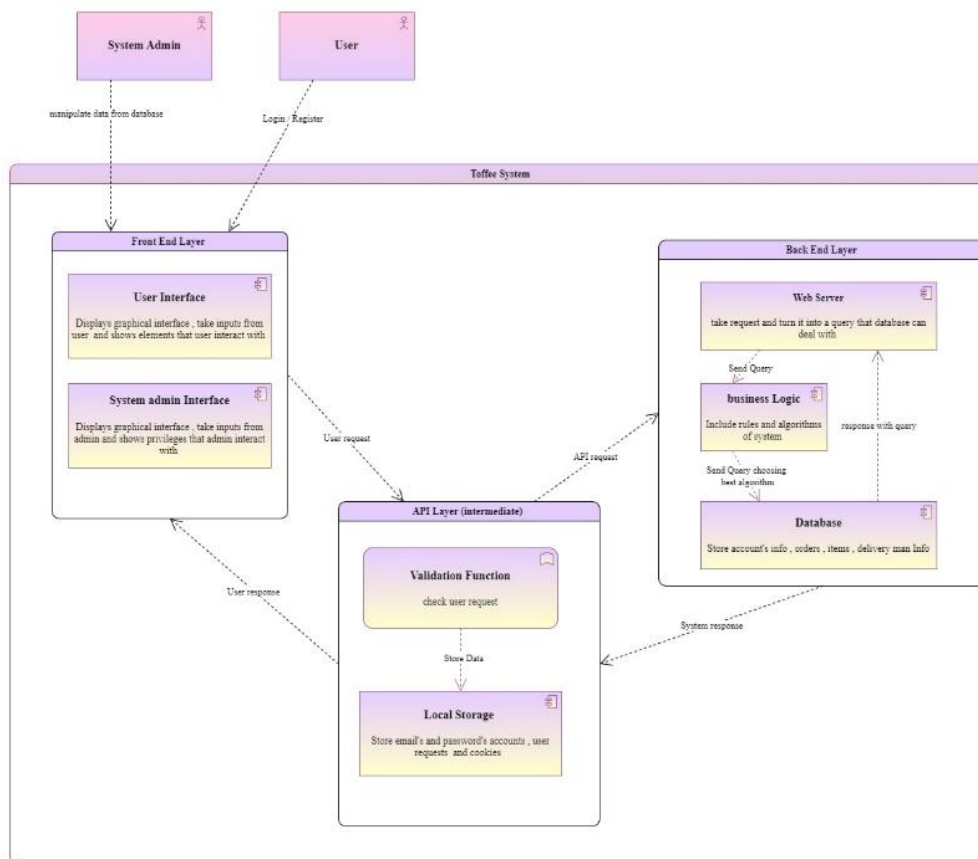 System Admin
User
manipulate data from database
Login / Register
Toffee System
Front End Layer
User Interface
Displays graphical interface , take inputs from
user and shows elements that user interact with
System admin Interface
Displays graphical interface , take inputs from
admin and shows privileges that admin interact
with
Back End Layer
Web Server
take request and turn it into a query that database can
deal with
Send Query
business Logic
Include rules and algorithms
of system
response with query
Send Query choosing
best algorithm
Database
Store account's info , orders , items , delivery man Info
User request
API request
API Layer (intermediate)
Validation Function
check user request
Store Data
Local Storage
Store email's and password's accounts , user
requests and cookies
User response
System response